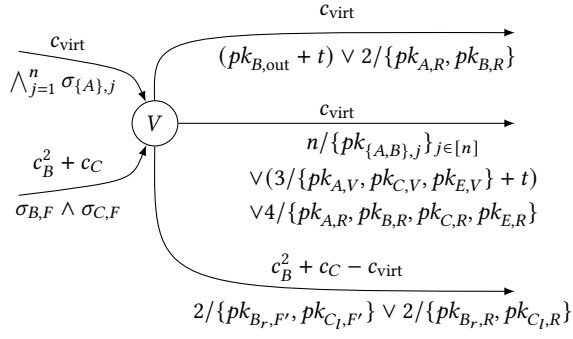 c_virt
⋀_{j=1}^{n} σ_{{A},j}
c_B^2 + c_C
σ_{B,F} ∧ σ_{C,F}
V
c_virt
(pk_{B,out} + t) ∨ 2/{pk_{A,R}, pk_{B,R}}
c_virt
n/{pk_{{A,B},j}}_{j∈[n]}
∨(3/{pk_{A,V}, pk_{C,V}, pk_{E,V}} + t)
∨4/{pk_{A,R}, pk_{B,R}, pk_{C,R}, pk_{E,R}}
c_B^2 + c_C − c_virt
2/{pk_{B_r,F′}, pk_{C_l,F′}} ∨ 2/{pk_{B_r,R}, pk_{C_l,R}}